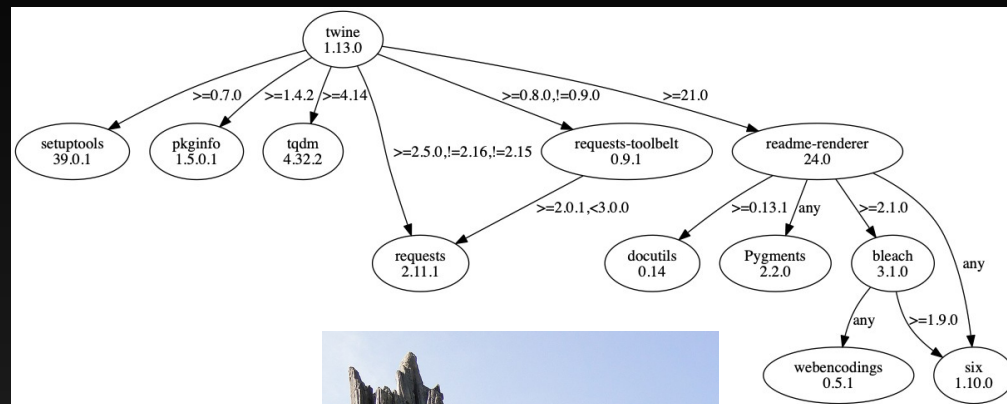 twine
1.13.0
>=0.7.0
>=1.4.2
>=4.14
>=0.8.0,!=0.9.0
>=21.0
setuptools
39.0.1
pkginfo
1.5.0.1
tqdm
4.32.2
>=2.5.0,!=2.16,!=2.15
requests-toolbelt
0.9.1
readme-renderer
24.0
>=2.0.1,<3.0.0
>=0.13.1
any
>=2.1.0
requests
2.11.1
docutils
0.14
Pygments
2.2.0
bleach
3.1.0
any
any
>=1.9.0
webencodings
0.5.1
six
1.10.0